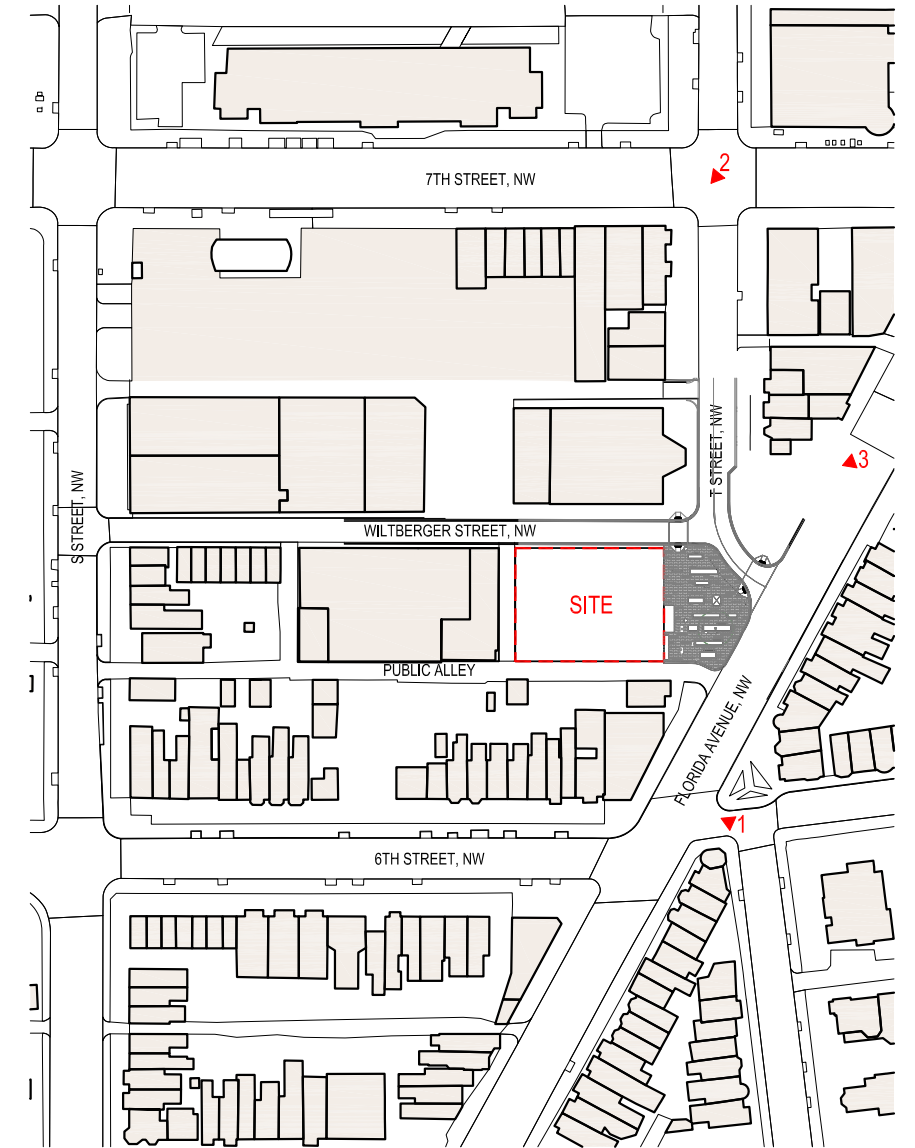 2
7TH STREET, NW
3
T STREET, NW
S STREET, NW
WILTBERGER STREET, NW
SITE
PUBLIC ALLEY
FLORIDA AVENUE, NW
1
6TH STREET, NW